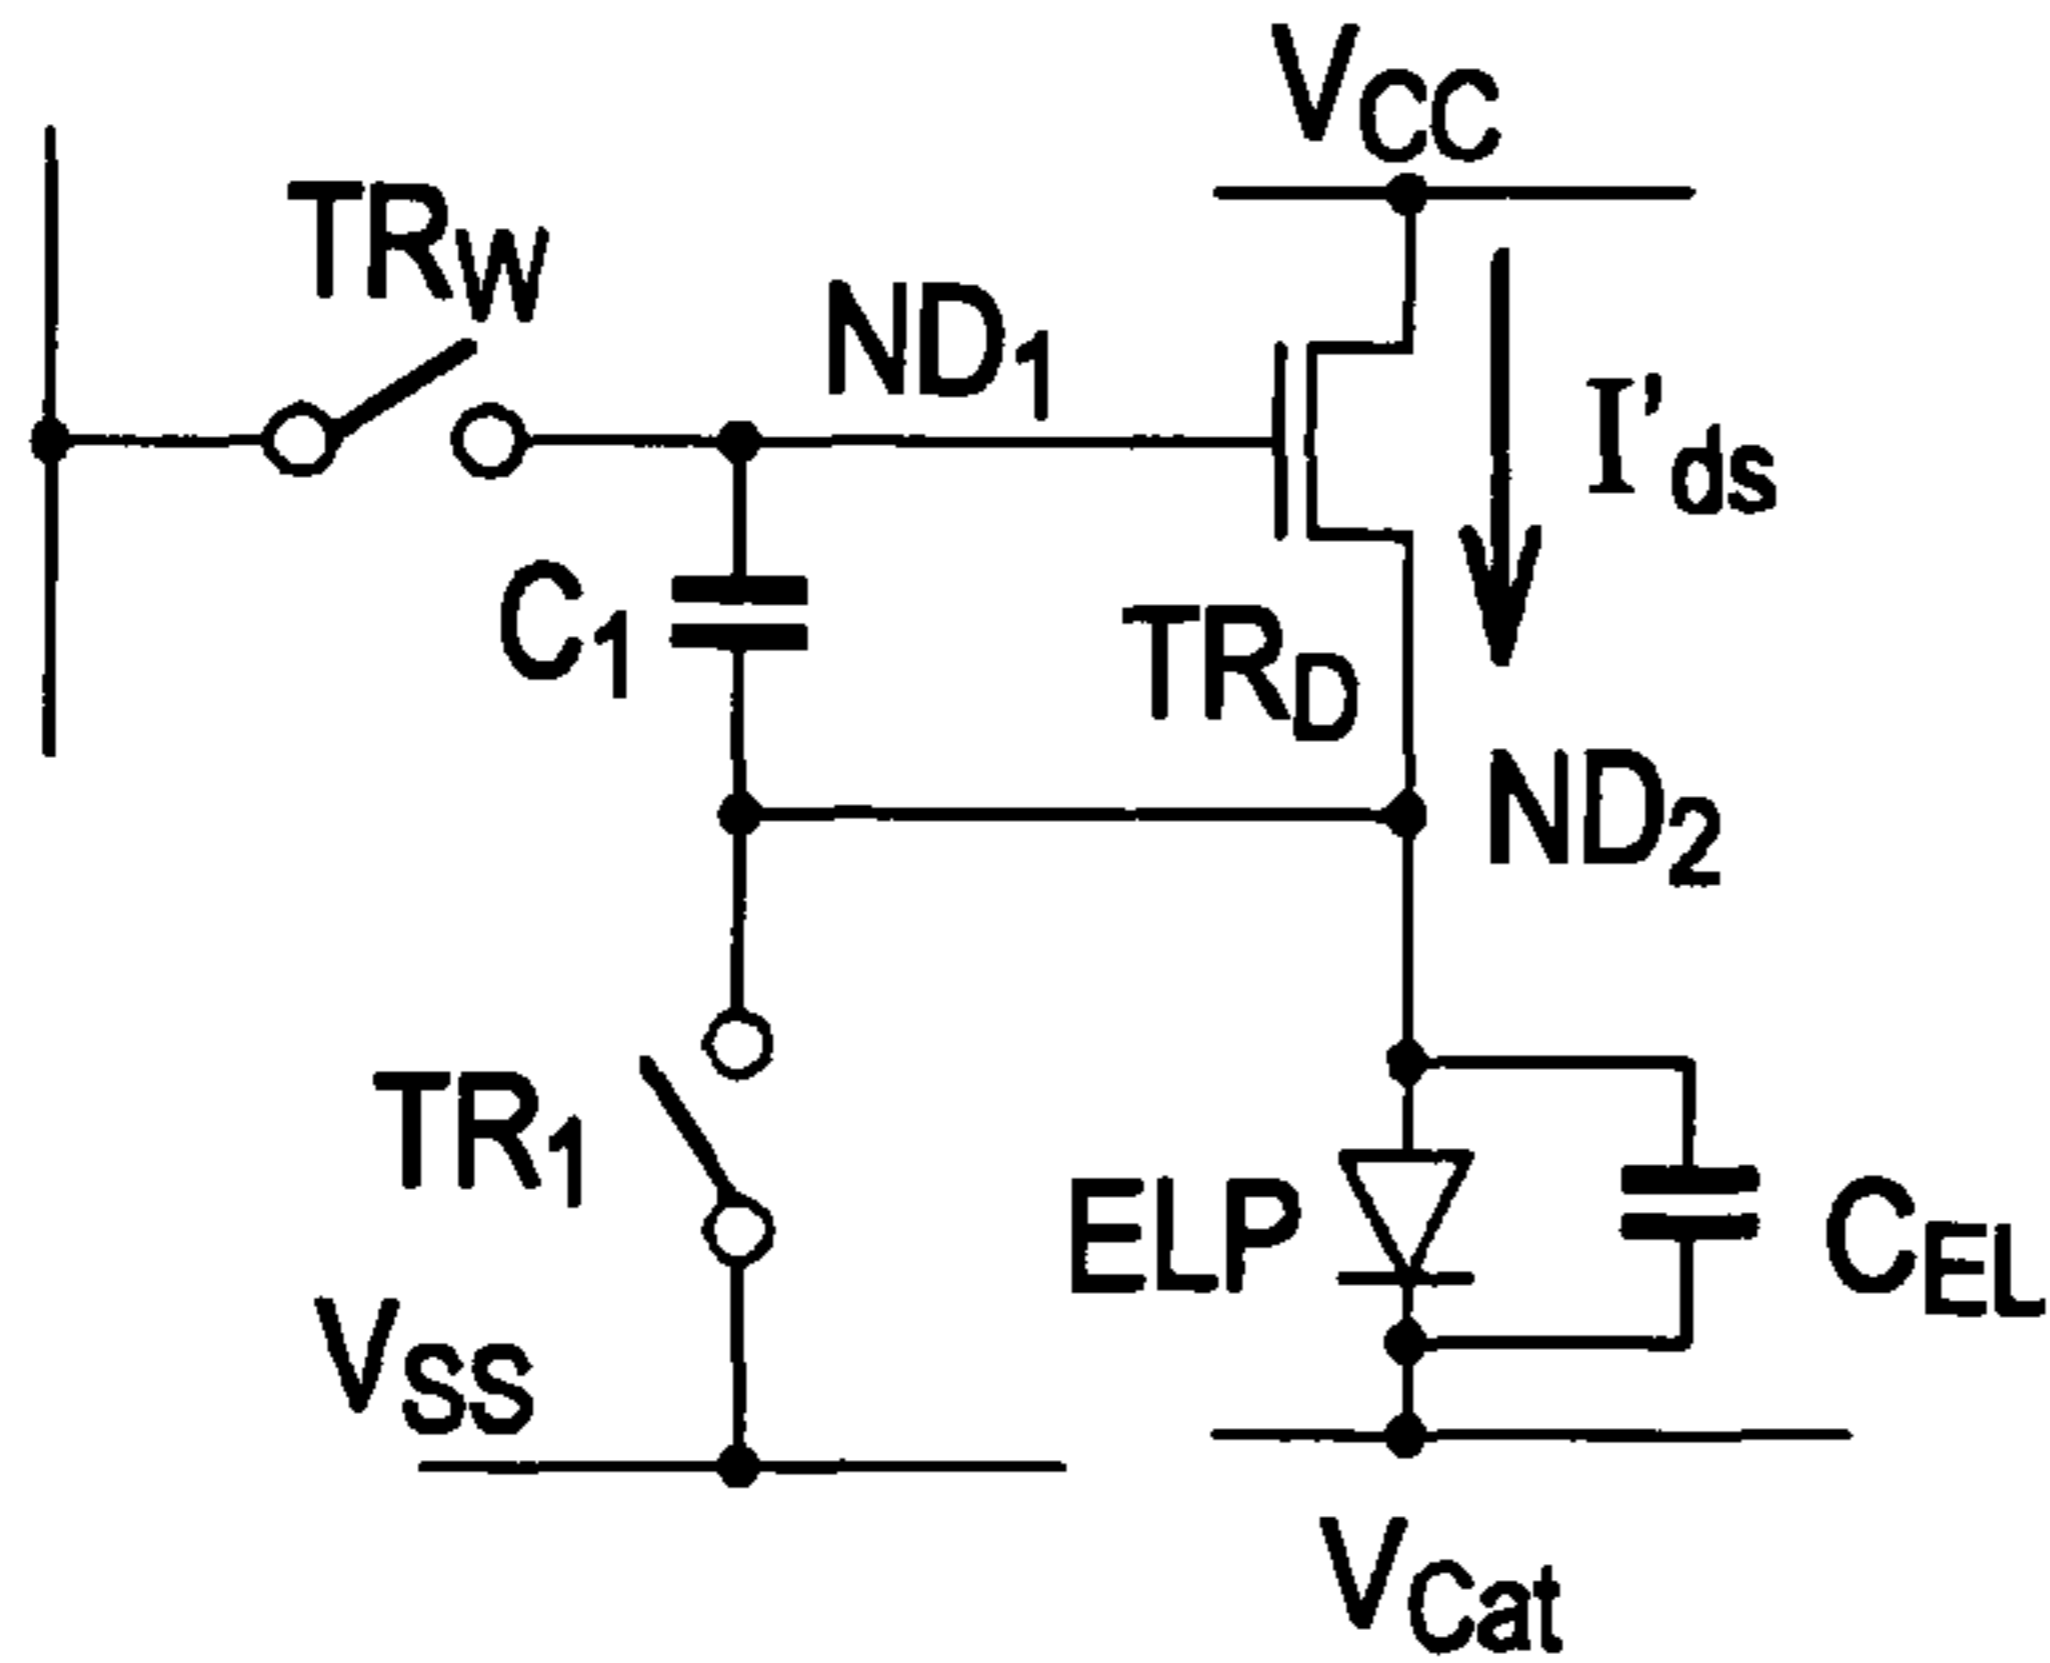 VCC
TRW
ND1
I'ds
C1
TRD
ND2
TR1
ELP
CEL
VSS
VCat